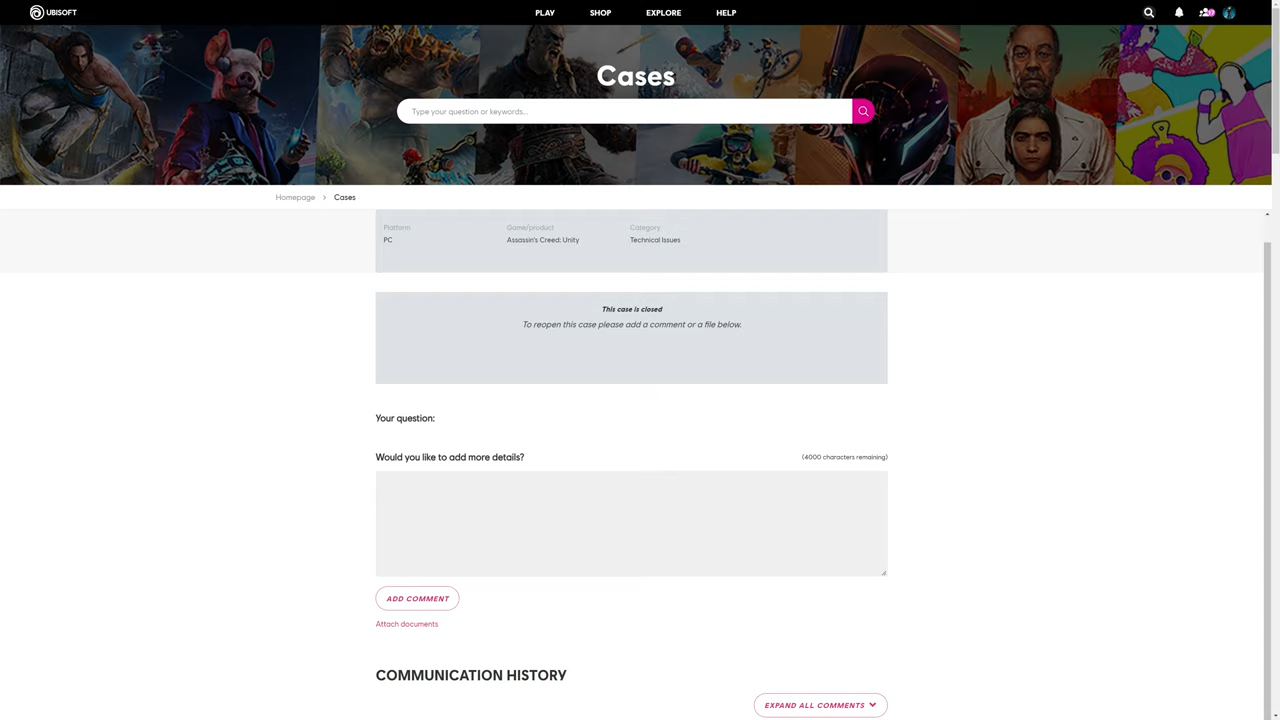 UBISOFT
PLAY
SHOP
EXPLORE
HELP
Cases
Type your question or keywords...
Homepage > Cases
Platform
Game/product
Category
PC
Assassin's Creed: Unity
Technical Issues
This case is closed
To reopen this case please add a comment or a file below.
Your question:
Would you like to add more details?
(4000 characters remaining)
ADD COMMENT
Attach documents
COMMUNICATION HISTORY
EXPAND ALL COMMENTS